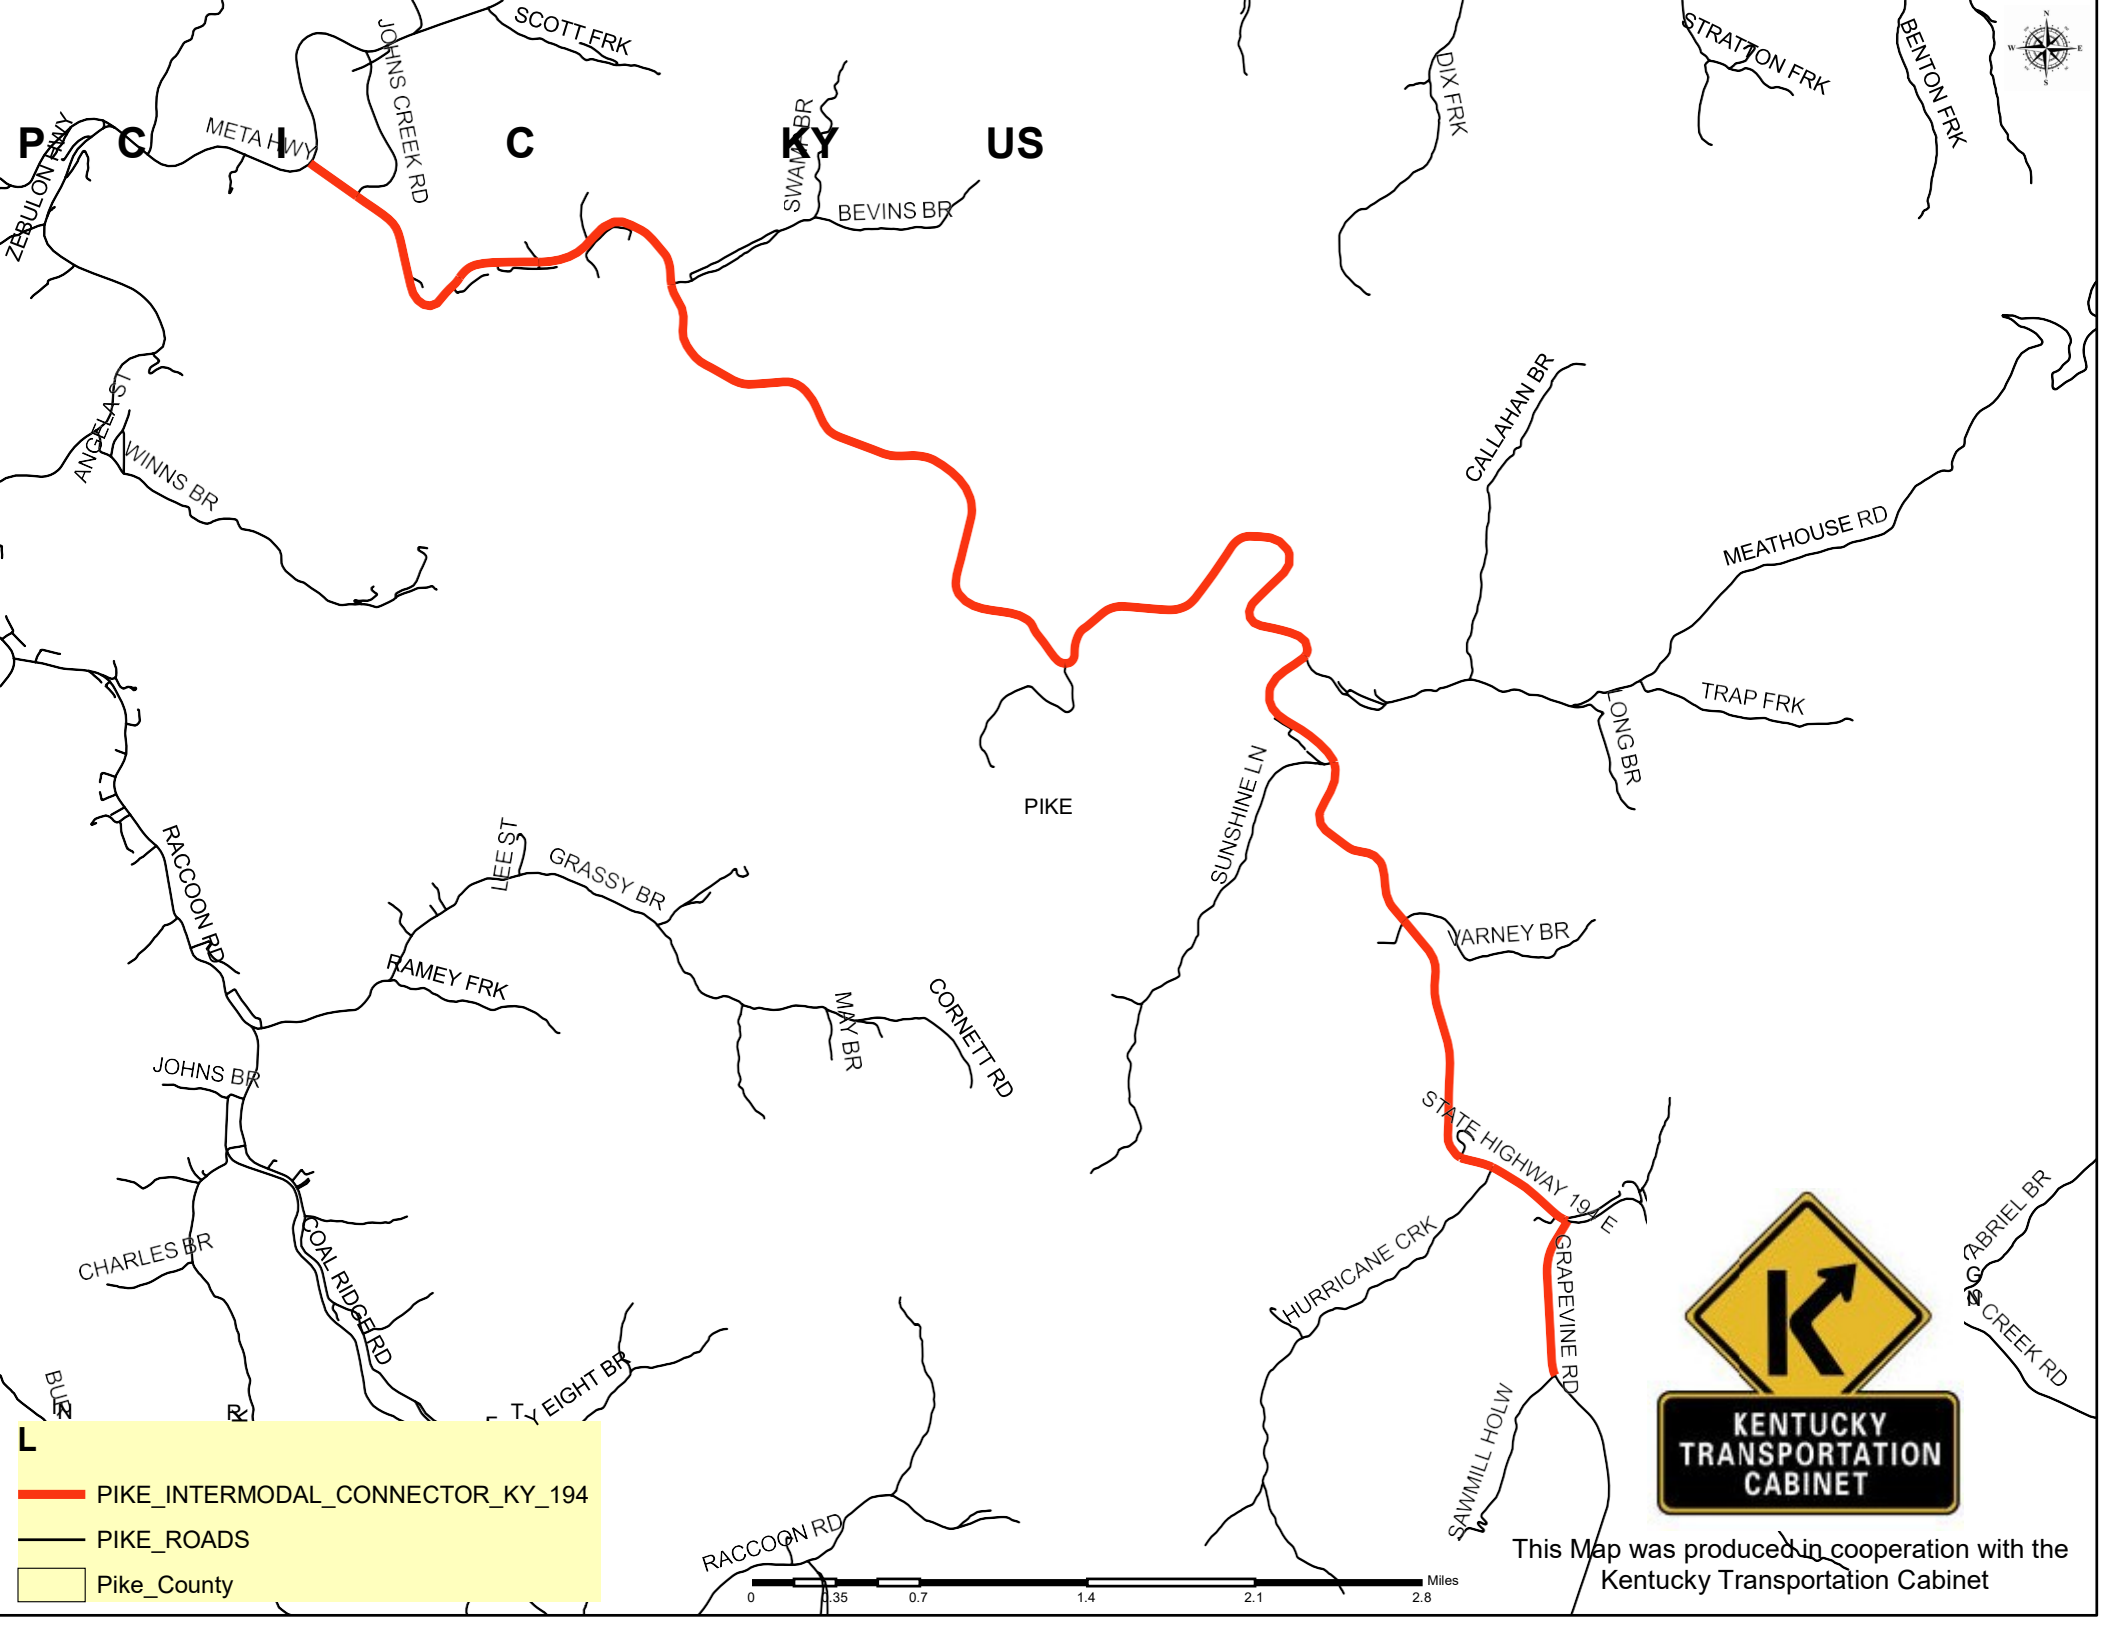 SCOTT FRK
JOHNS CREEK RD
DIX FRK
STRATTON FRK
BENTON FRK
N
W
E
S
P C I C KY US
META HWY
ZEBULON HWY
SWAMP BR
BEVINS BR
ANGELA ST
WINNS BR
CALLAHAN BR
MEATHOUSE RD
TRAP FRK
LONG BR
SUNSHINE LN
PIKE
RACCOON RD
LEE ST
GRASSY BR
RAMEY FRK
MAY BR
CORNETT RD
VARNEY BR
JOHNS BR
STATE HIGHWAY 194 E
CHARLES BR
COAL RIDGE RD
HURRICANE CRK
GRAPEVINE RD
SAWMILL HOLW
ABRIEL BR
G
CREEK RD
EIGHT BR
RACCOON RD
L
PIKE_INTERMODAL_CONNECTOR_KY_194
PIKE_ROADS
Pike_County
0 0.35 0.7 1.4 2.1 2.8
Miles
KENTUCKY
TRANSPORTATION
CABINET
This Map was produced in cooperation with the
Kentucky Transportation Cabinet